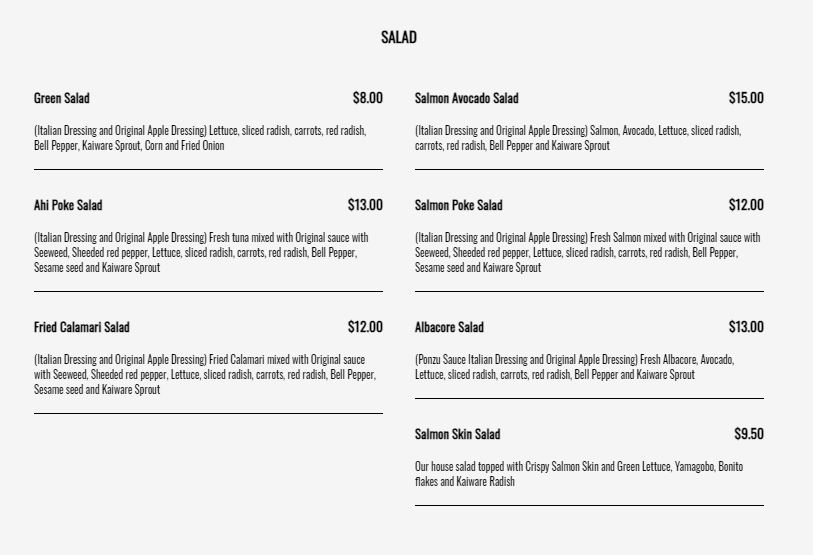 SALAD
Green Salad $8.00
(Italian Dressing and Original Apple Dressing) Lettuce, sliced radish, carrots, red radish,
Bell Pepper, Kaiware Sprout, Corn and Fried Onion
Ahi Poke Salad $13.00
(Italian Dressing and Original Apple Dressing) Fresh tuna mixed with Original sauce with
Seeweed, Sheeded red pepper, Lettuce, sliced radish, carrots, red radish, Bell Pepper,
Sesame seed and Kaiware Sprout
Fried Calamari Salad $12.00
(Italian Dressing and Original Apple Dressing) Fried Calamari mixed with Original sauce
with Seeweed, Sheeded red pepper, Lettuce, sliced radish, carrots, red radish, Bell Pepper,
Sesame seed and Kaiware Sprout
Salmon Avocado Salad $15.00
(Italian Dressing and Original Apple Dressing) Salmon, Avocado, Lettuce, sliced radish,
carrots, red radish, Bell Pepper and Kaiware Sprout
Salmon Poke Salad $12.00
(Italian Dressing and Original Apple Dressing) Fresh Salmon mixed with Original sauce with
Seeweed, Sheeded red pepper, Lettuce, sliced radish, carrots, red radish, Bell Pepper,
Sesame seed and Kaiware Sprout
Albacore Salad $13.00
(Ponzu Sauce Italian Dressing and Original Apple Dressing) Fresh Albacore, Avocado,
Lettuce, sliced radish, carrots, red radish, Bell Pepper and Kaiware Sprout
Salmon Skin Salad $9.50
Our house salad topped with Crispy Salmon Skin and Green Lettuce, Yamagobo, Bonito
flakes and Kaiware Radish